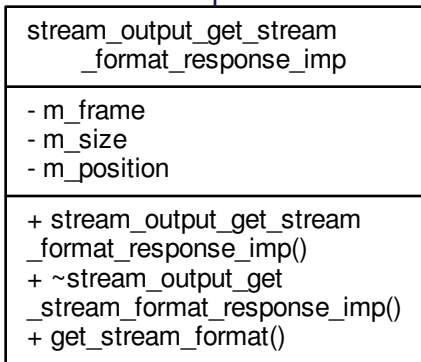 stream_output_get_stream
_format_response_imp
- m_frame
- m_size
- m_position
+ stream_output_get_stream
_format_response_imp()
+ ~stream_output_get
_stream_format_response_imp()
+ get_stream_format()